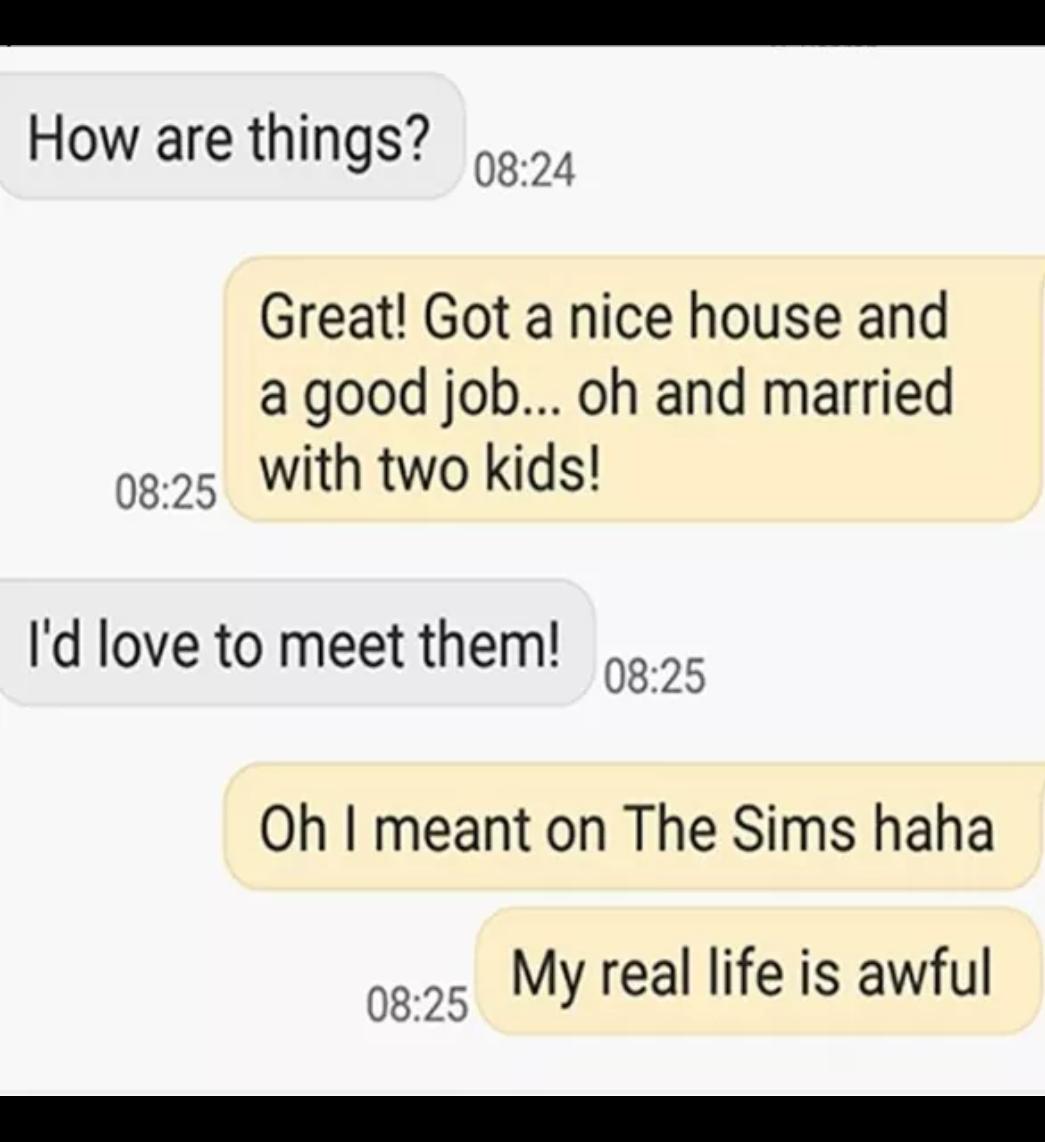 How are things?
08:24
Great! Got a nice house and
a good job... oh and married
with two kids!
08:25
I'd love to meet them!
08:25
Oh I meant on The Sims haha
My real life is awful
08:25